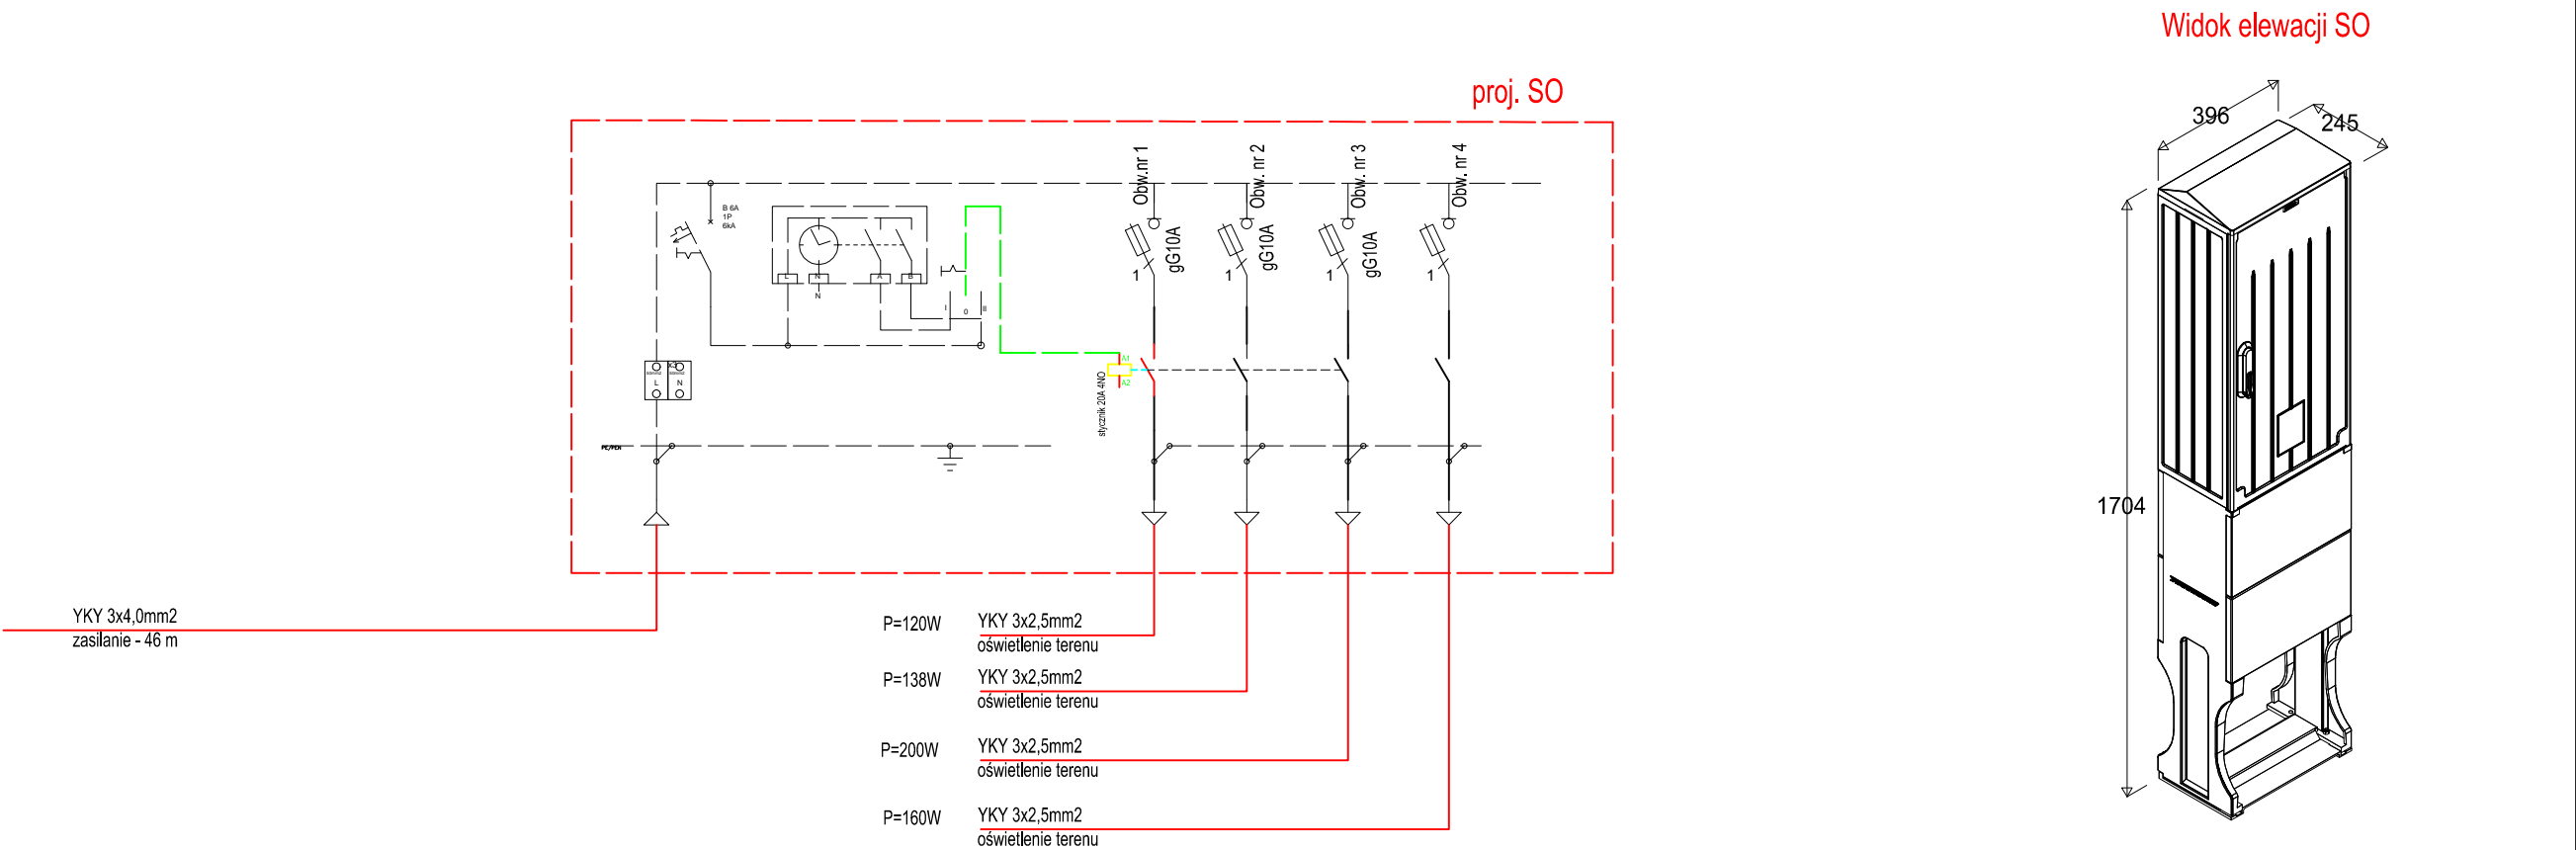 Widok elewacji SO
proj. SO
396
245
1704
Obw.nr 1
Obw. nr 2
Obw. nr 3
Obw. nr 4
B 6A
1P
6kA
gG10A
gG10A
gG10A
1
1
1
1
L
N
A
B
N
I
0
II
A1
A2
stycznik 20A 4NO
L
N
PE/PEN
YKY 3x4,0mm2
zasilanie - 46 m
P=120W
YKY 3x2,5mm2
oświetlenie terenu
P=138W
YKY 3x2,5mm2
oświetlenie terenu
P=200W
YKY 3x2,5mm2
oświetlenie terenu
P=160W
YKY 3x2,5mm2
oświetlenie terenu